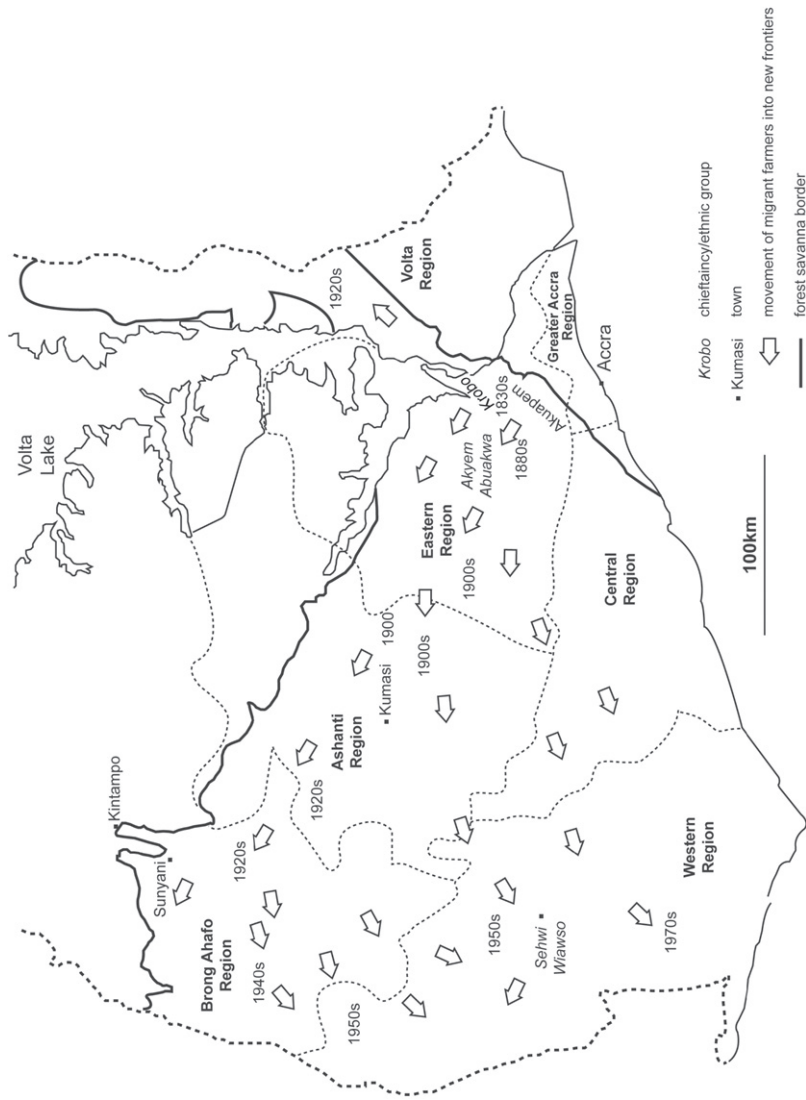 Volta
Lake
Kintampo
Sunyani
Brong Ahafo
Region
1920s
1940s
1950s
1920s
Ashanti
Region
Kumasi
1900
1900s
1900s
Eastern
Region
Akyem
Abuakwa
1880s
1830s
Krobo
Akuapem
1920s
Volta
Region
Greater Accra
Region
Accra
Central
Region
Western
Region
1950s
Sehwi
Wiawso
1970s
100km
Krobo chieftaincy/ethnic group
Kumasi town
movement of migrant farmers into new frontiers
forest savanna border